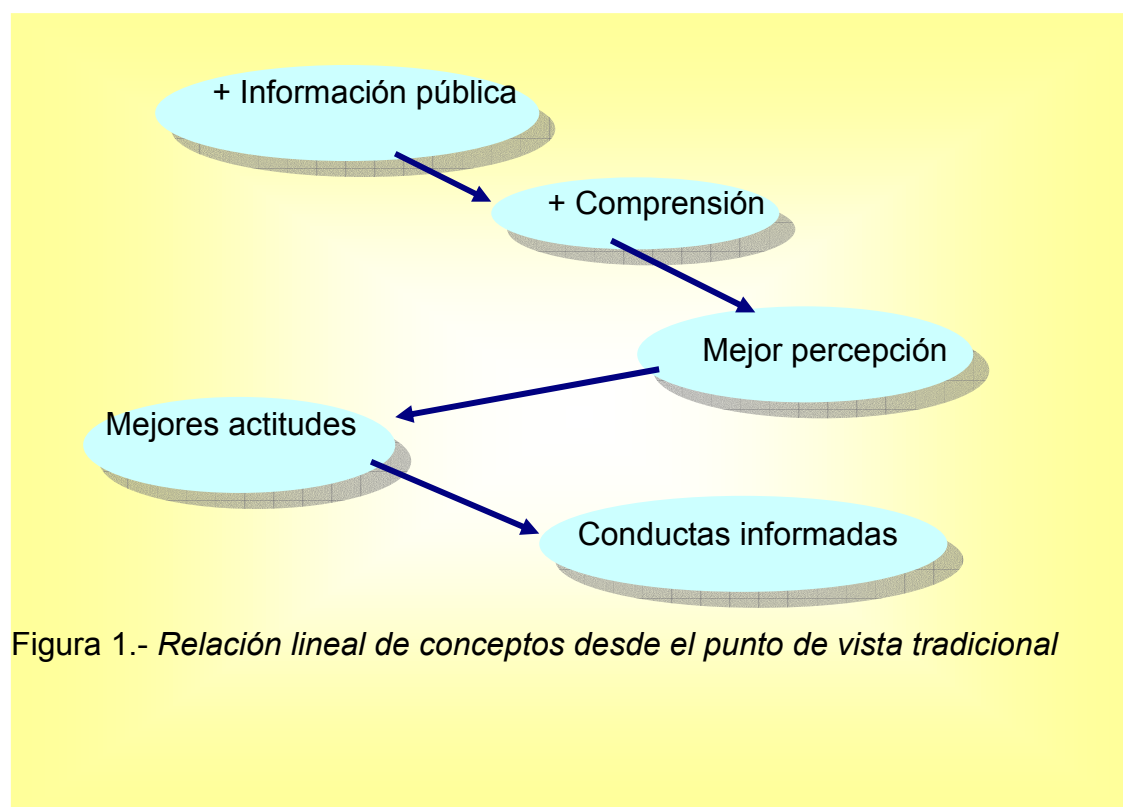 + Información pública
+ Comprensión
Mejor percepción
Mejores actitudes
Conductas informadas
Figura 1.- Relación lineal de conceptos desde el punto de vista tradicional